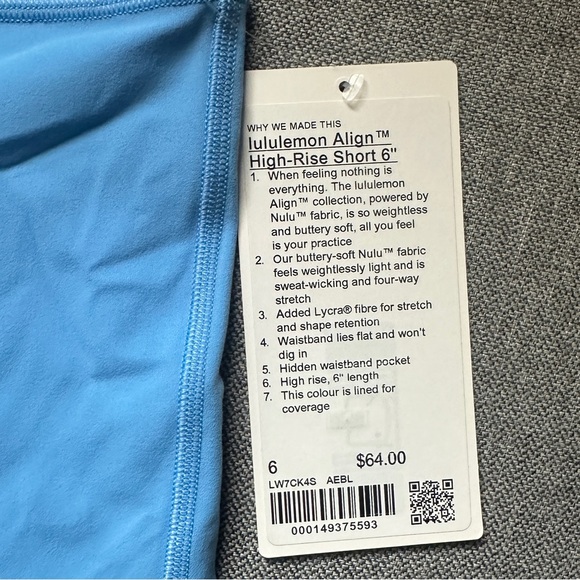 WHY WE MADE THIS
lululemon Align™
High-Rise Short 6"
1. When feeling nothing is
everything. The lululemon
Align™ collection, powered by
Nulu™ fabric, is so weightless
and buttery soft, all you feel
is your practice
2. Our buttery-soft Nulu™ fabric
feels weightlessly light and is
sweat-wicking and four-way
stretch
3. Added Lycra® fibre for stretch
and shape retention
4. Waistband lies flat and won't
dig in
5. Hidden waistband pocket
6. High rise, 6" length
7. This colour is lined for
coverage
6 $64.00
LW7CK4S AEBL
000149375593